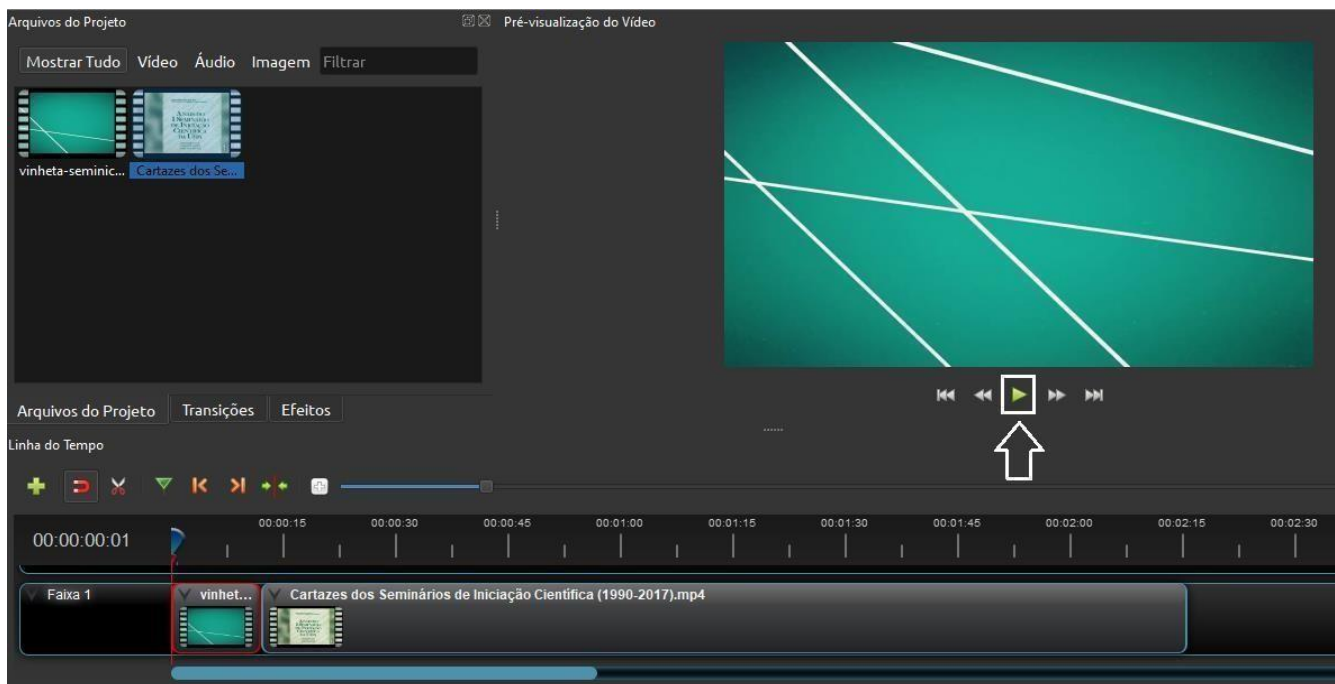 Arquivos do Projeto
Pré-visualização do Vídeo
Mostrar Tudo Vídeo Áudio Imagem Filtrar
vinheta-seminic... Cartazes dos Se...
Arquivos do Projeto Transições Efeitos
Linha do Tempo
00:00:15 00:00:30 00:00:45 00:01:00 00:01:15 00:01:30 00:01:45 00:02:00 00:02:15 00:02:30
00:00:00:01
Faixa 1 vinhet... Cartazes dos Seminários de Iniciação Científica (1990-2017).mp4